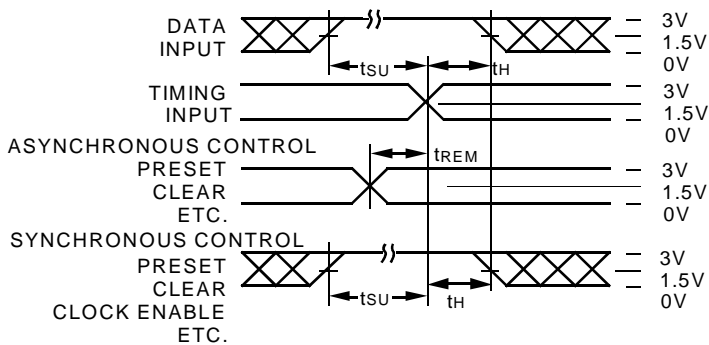 DATA
INPUT
tSU
tH
3V
1.5V
0V
TIMING
INPUT
3V
1.5V
0V
ASYNCHRONOUS CONTROL
PRESET
CLEAR
ETC.
tREM
3V
1.5V
0V
SYNCHRONOUS CONTROL
PRESET
CLEAR
CLOCK ENABLE
ETC.
tSU
tH
3V
1.5V
0V